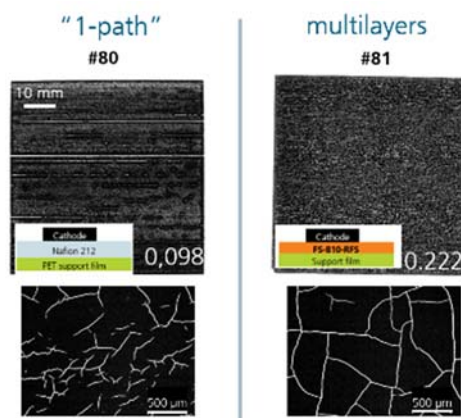 "1-path"
#80
10 mm
Cathode
Nafion 212
PET support film
0,098
500 µm
multilayers
#81
Cathode
FS-810-RFS
Support film
0.222
500 µm